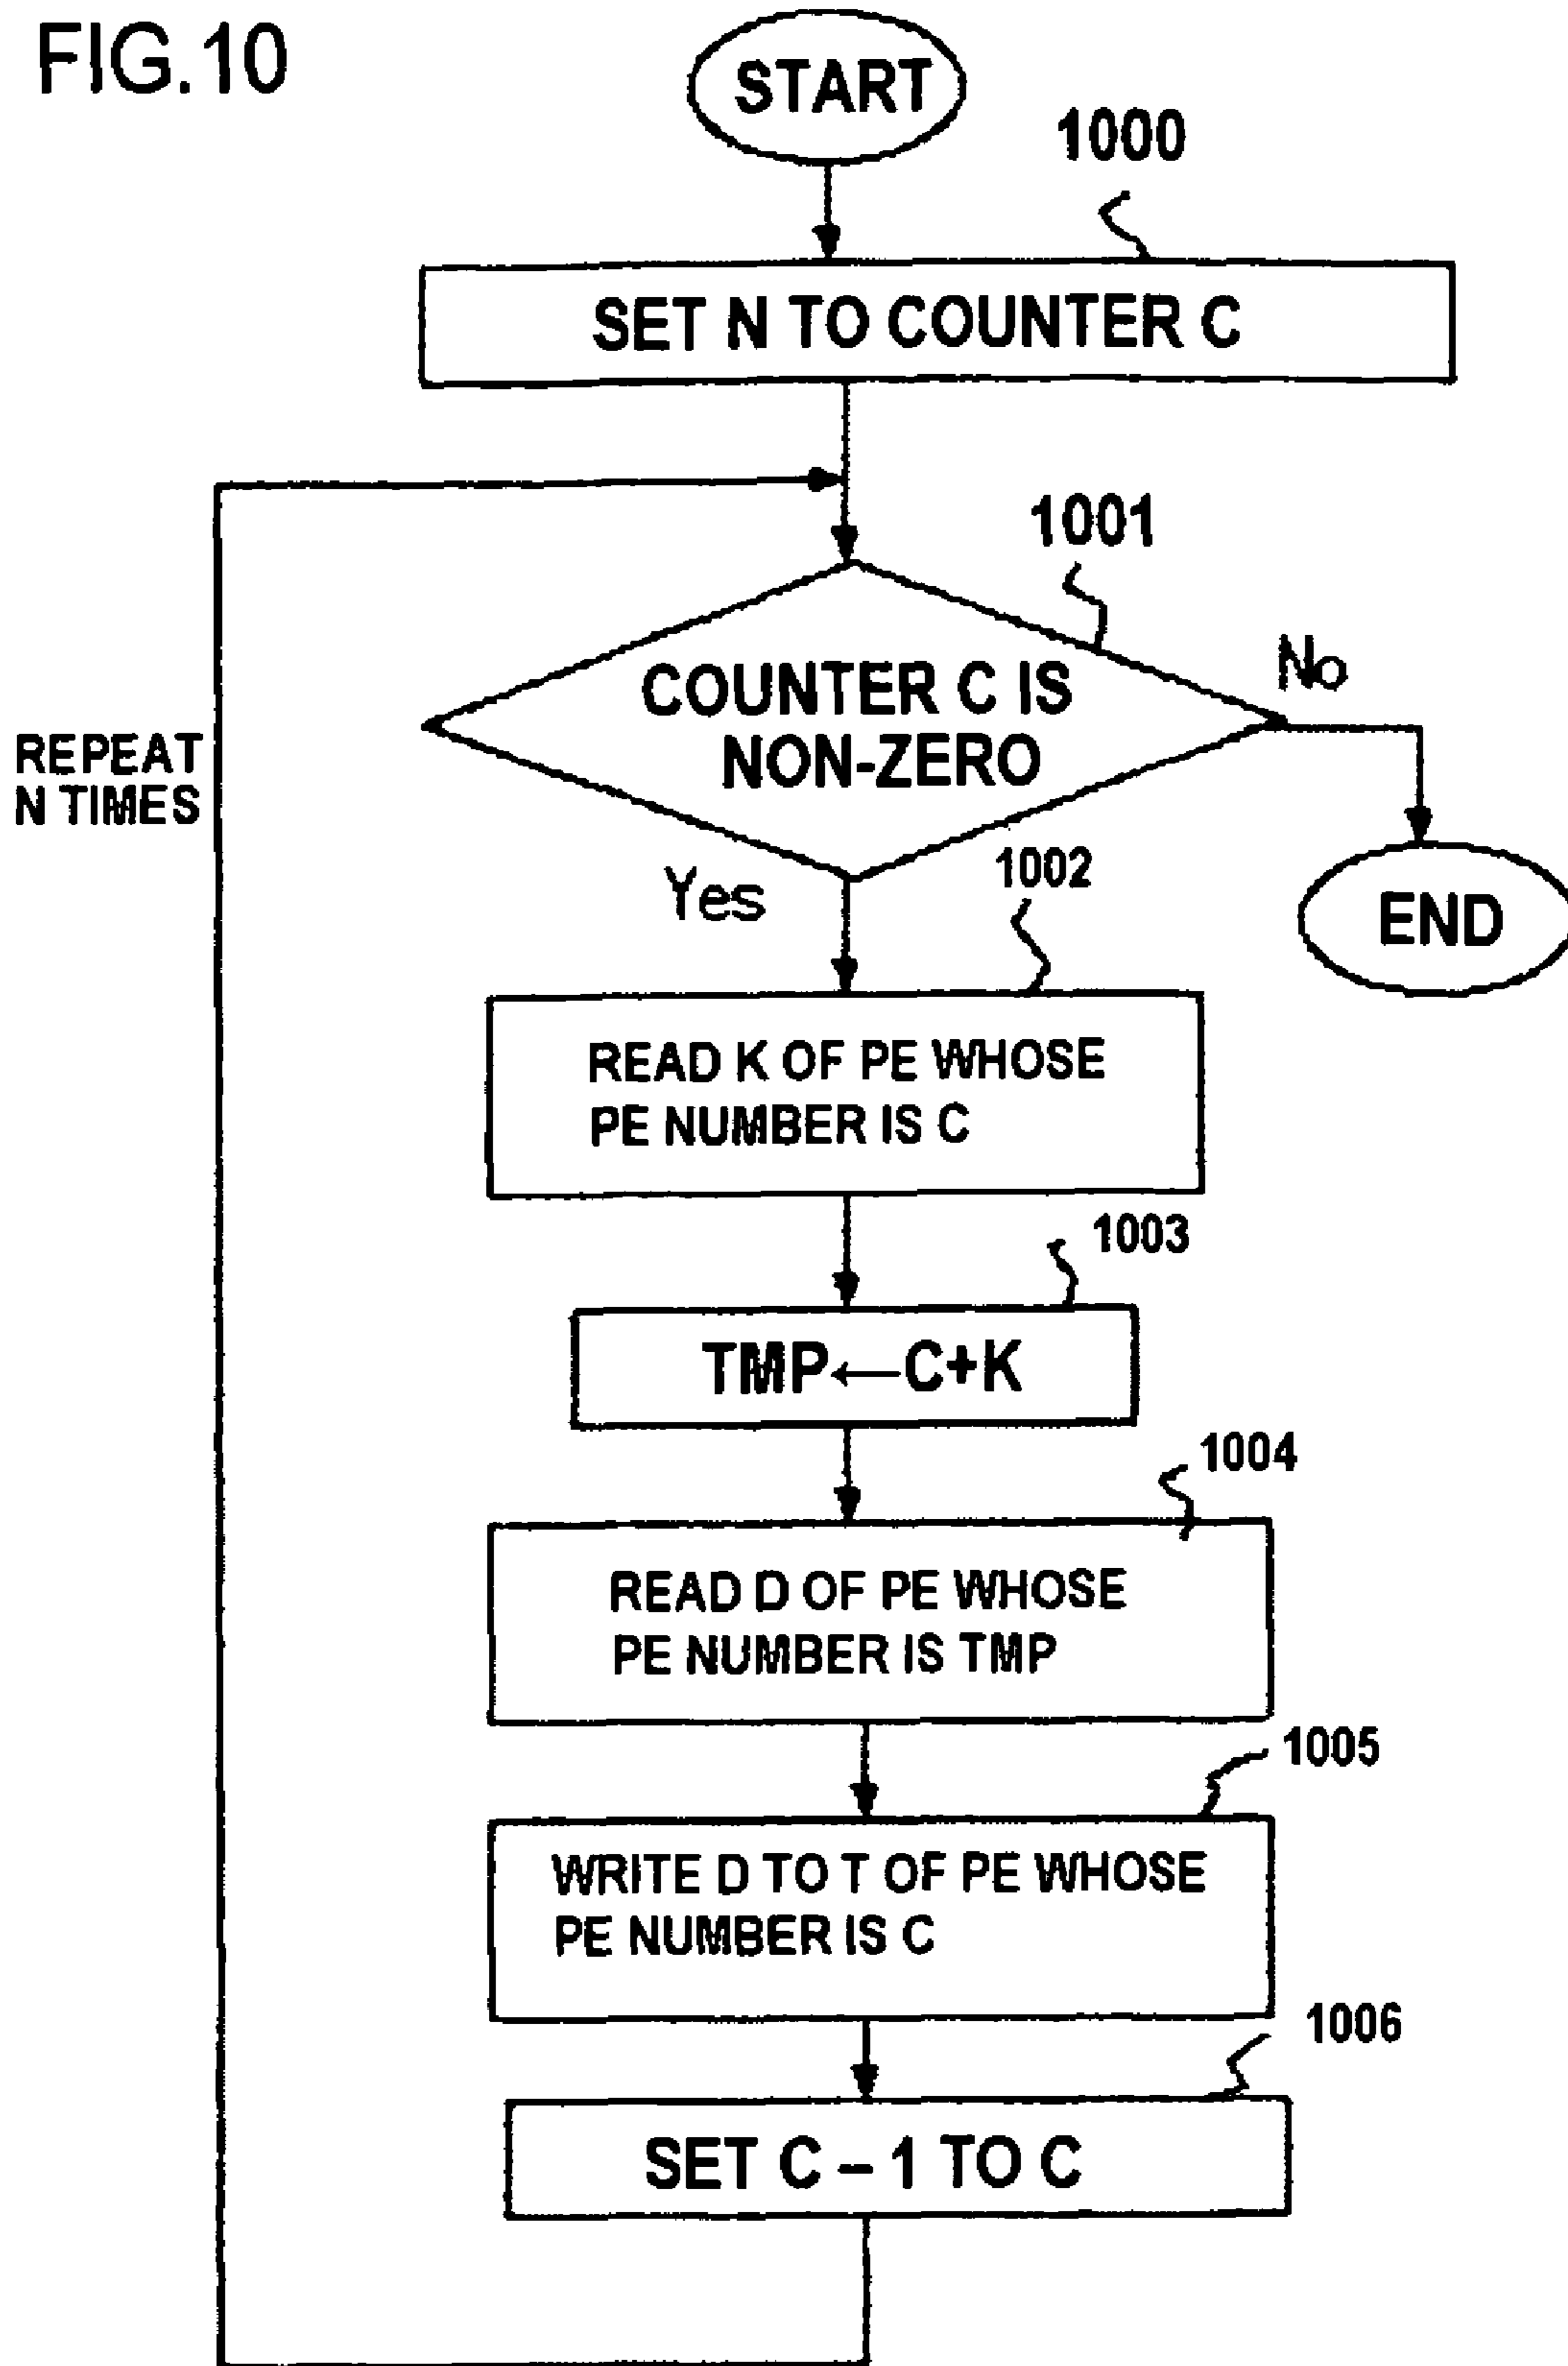 FIG.10
START
1000
SET N TO COUNTER C
1001
COUNTER C IS
NON-ZERO
No
REPEAT
N TIMES
Yes
1002
END
READ K OF PE WHOSE
PE NUMBER IS C
1003
TMP←C+K
1004
READ D OF PE WHOSE
PE NUMBER IS TMP
1005
WRITE D TO T OF PE WHOSE
PE NUMBER IS C
1006
SET C – 1 TO C